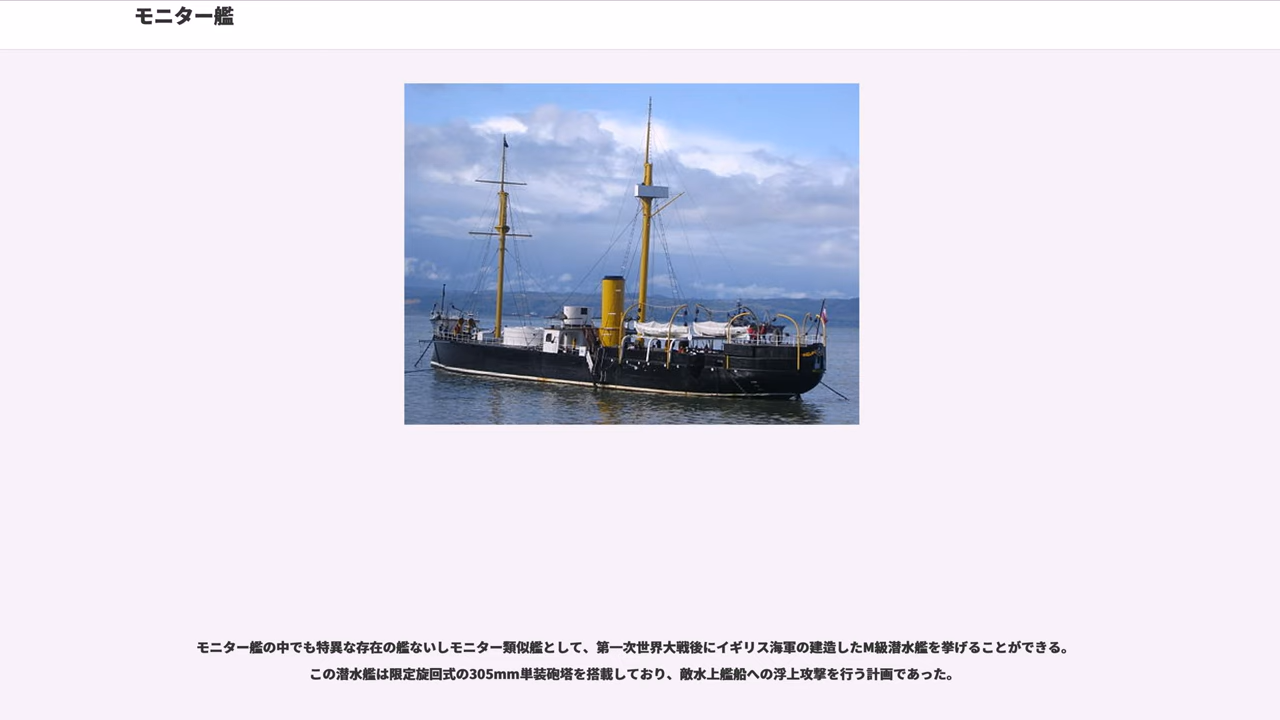 モニター艦
モニター艦の中でも特異な存在の艦ないしモニター類似艦として、第一次世界大戦後にイギリス海軍の建造したM級潜水艦を挙げることができる。
この潜水艦は限定旋回式の305mm単装砲塔を搭載しており、敵水上艦船への浮上攻撃を行う計画であった。